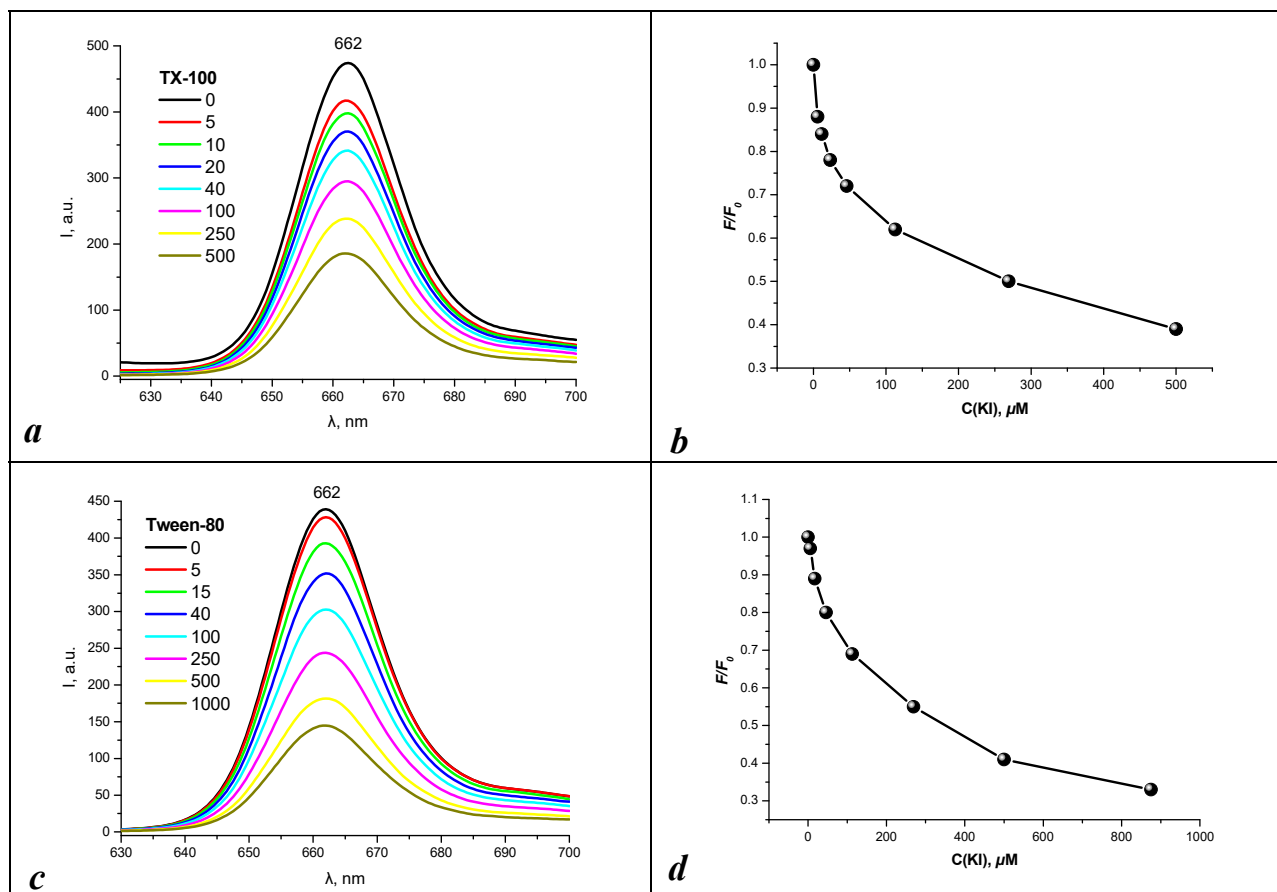 662
TX-100
0
5
10
20
40
100
250
500
500
400
300
200
100
0
630 640 650 660 670 680 690 700
I, a.u.
λ, nm
a
1.0
0.9
0.8
0.7
0.6
0.5
0.4
0.3
0 100 200 300 400 500
F/F0
C(KI), µM
b
662
Tween-80
0
5
15
40
100
250
500
1000
450
400
350
300
250
200
150
100
50
0
630 640 650 660 670 680 690 700
I, a.u.
λ, nm
c
1.1
1.0
0.9
0.8
0.7
0.6
0.5
0.4
0.3
0 200 400 600 800 1000
F/F0
C(KI), µM
d